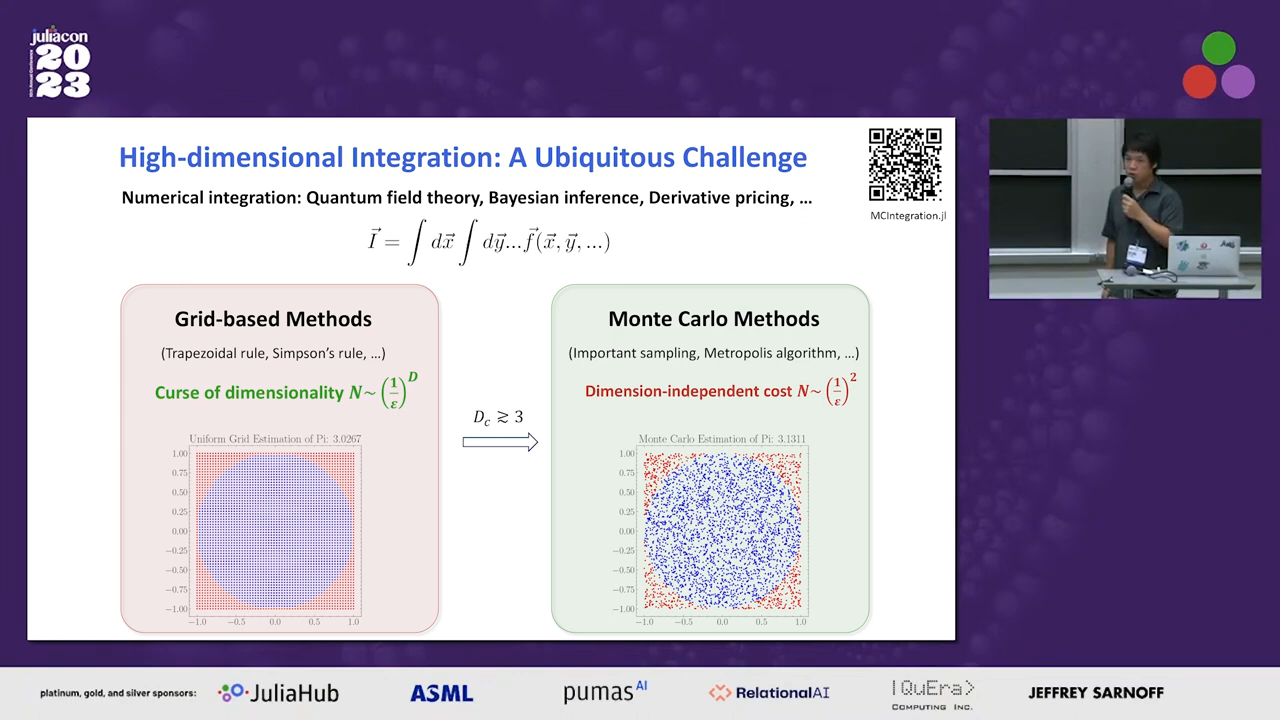 juliacon
20
23
High-dimensional Integration: A Ubiquitous Challenge
Numerical integration: Quantum field theory, Bayesian inference, Derivative pricing, ...
MCIntegration.jl
I⃗ = ∫ dx⃗ ∫ dy⃗...f⃗(x⃗, y⃗, ...)
Grid-based Methods
(Trapezoidal rule, Simpson's rule, ...)
Curse of dimensionality N~ (1/ε)^D
Uniform Grid Estimation of Pi: 3.0267
1.00
0.75
0.50
0.25
0.00
−0.25
−0.50
−0.75
−1.00
−1.0 −0.5 0.0 0.5 1.0
D_c ≳ 3
Monte Carlo Methods
(Important sampling, Metropolis algorithm, ...)
Dimension-independent cost N~ (1/ε)^2
Monte Carlo Estimation of Pi: 3.1311
1.00
0.75
0.50
0.25
0.00
−0.25
−0.50
−0.75
−1.00
−1.0 −0.5 0.0 0.5 1.0
platinum, gold, and silver sponsors:
JuliaHub
ASML
pumas AI
RelationalAI
|QuEra>
COMPUTING INC.
JEFFREY SARNOFF